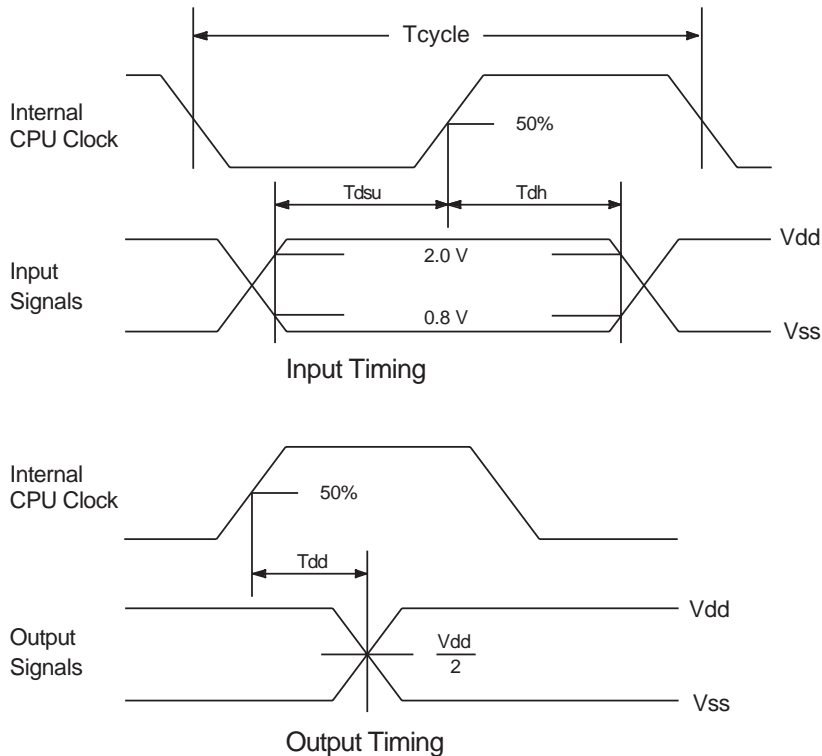 Tcycle
Internal
CPU Clock
50%
Tdsu
Tdh
Input
Signals
Vdd
2.0 V
0.8 V
Vss
Input Timing
Internal
CPU Clock
50%
Tdd
Output
Signals
Vdd
Vdd
2
Vss
Output Timing